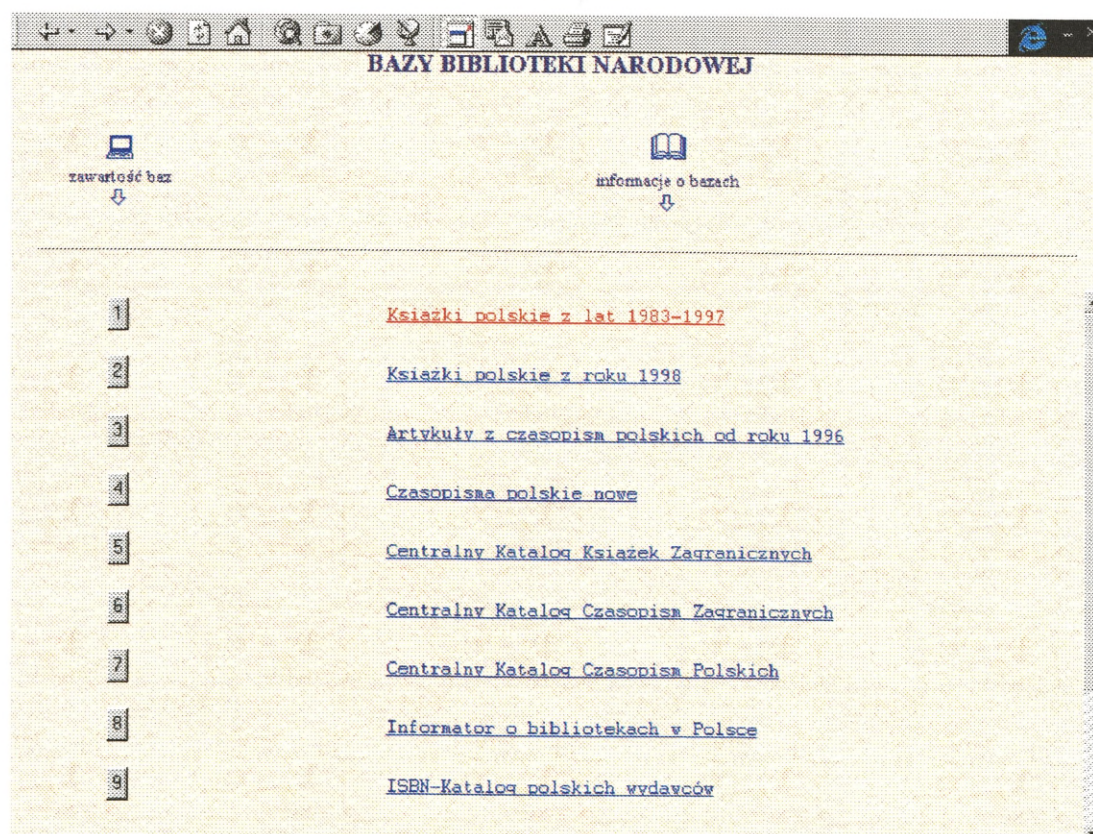 BAZY BIBLIOTEKI NARODOWEJ
zawartość baz
informacje o bazach
1 Książki polskie z lat 1983-1997
2 Książki polskie z roku 1998
3 Artykuły z czasopism polskich od roku 1996
4 Czasopisma polskie nowe
5 Centralny Katalog Książek Zagranicznych
6 Centralny Katalog Czasopism Zagranicznych
7 Centralny Katalog Czasopism Polskich
8 Informator o bibliotekach w Polsce
9 ISBN-Katalog polskich wydawców